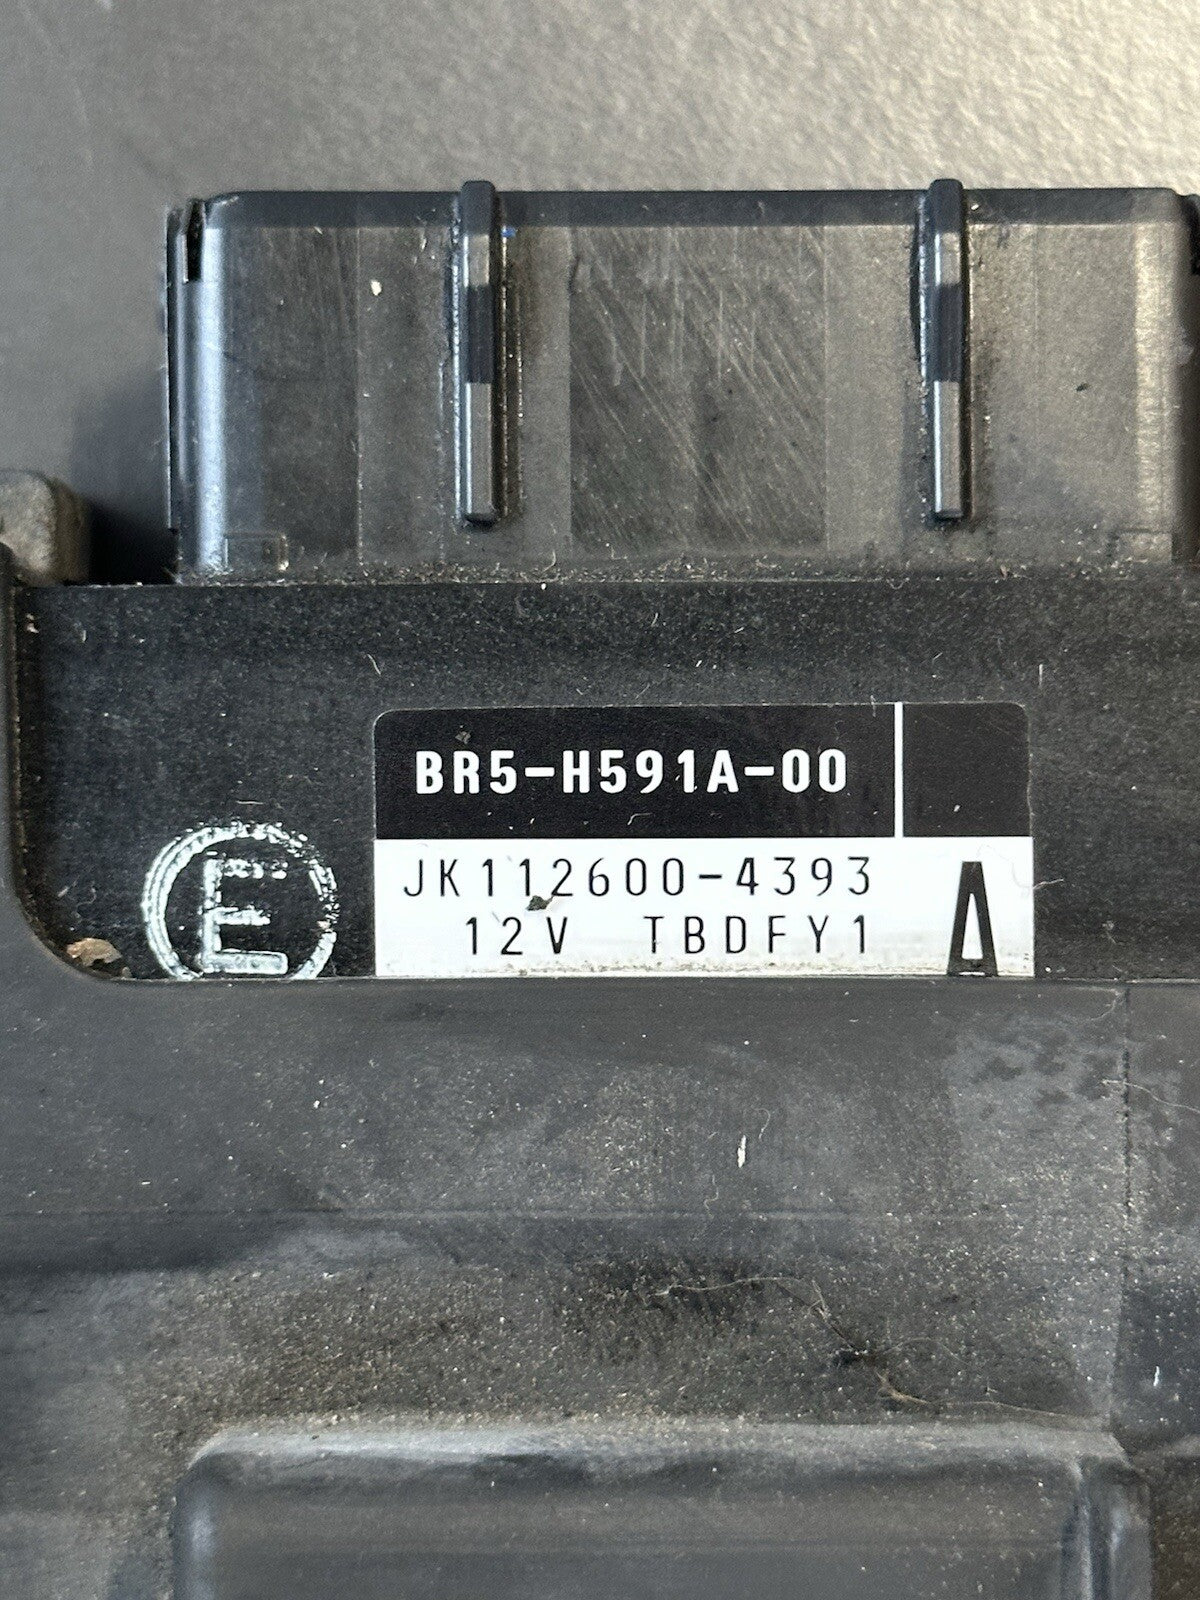 BR5-H591A-00
JK112600-4393
12V TBDFY1
A
E